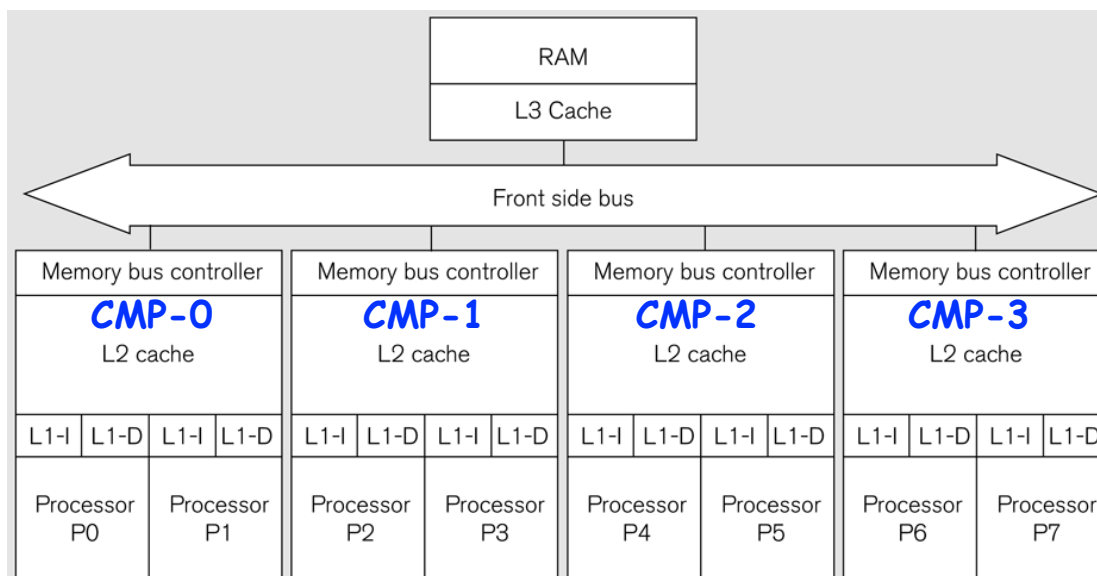 RAM
L3 Cache
Front side bus
Memory bus controller
CMP-0
L2 cache
L1-I L1-D L1-I L1-D
Processor P0
Processor P1
Memory bus controller
CMP-1
L2 cache
L1-I L1-D L1-I L1-D
Processor P2
Processor P3
Memory bus controller
CMP-2
L2 cache
L1-I L1-D L1-I L1-D
Processor P4
Processor P5
Memory bus controller
CMP-3
L2 cache
L1-I L1-D L1-I L1-D
Processor P6
Processor P7